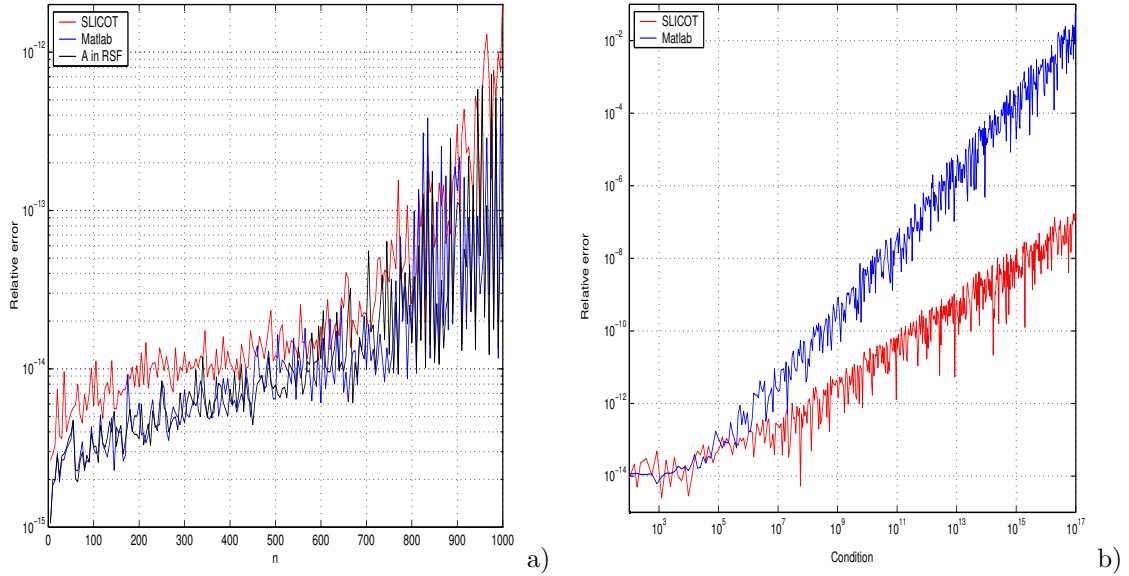 SLICOT
Matlab
A in RSF
10^-12
10^-13
10^-14
10^-15
Relative error
0 100 200 300 400 500 600 700 800 900 1000
n
a)
SLICOT
Matlab
10^-2
10^-4
10^-6
10^-8
10^-10
10^-12
10^-14
Relative error
10^3 10^5 10^7 10^9 10^11 10^13 10^15 10^17
Condition
b)